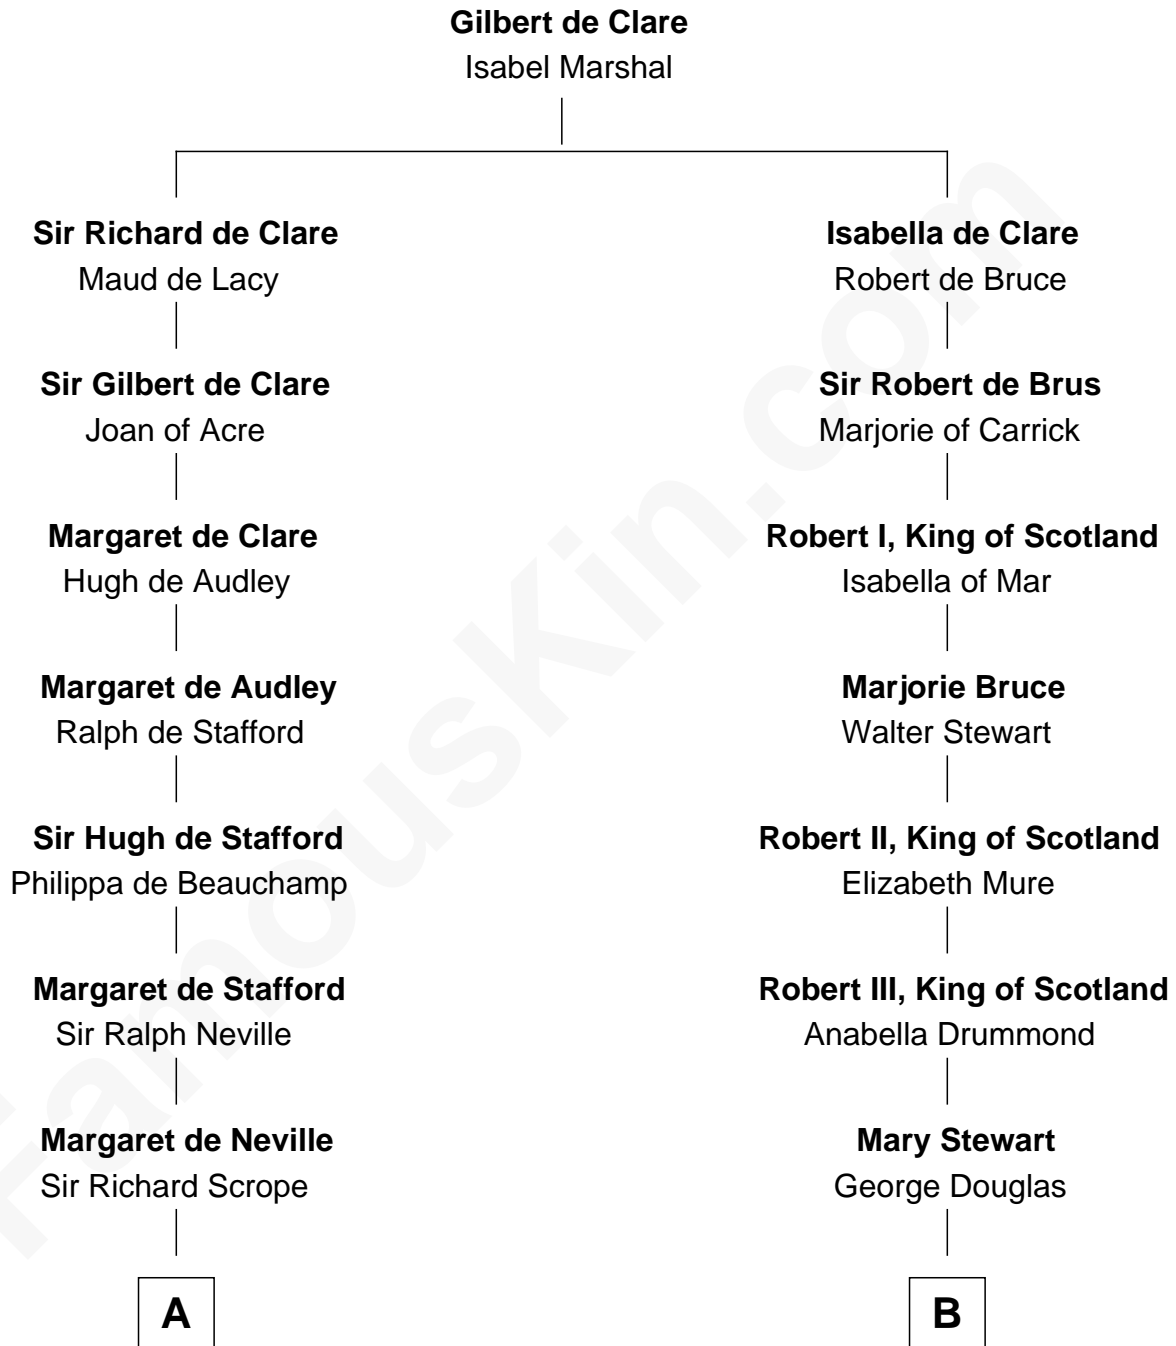 Gilbert de Clare
Isabel Marshal
Sir Richard de Clare
Maud de Lacy
Isabella de Clare
Robert de Bruce
Sir Gilbert de Clare
Joan of Acre
Sir Robert de Brus
Marjorie of Carrick
Margaret de Clare
Hugh de Audley
Robert I, King of Scotland
Isabella of Mar
Margaret de Audley
Ralph de Stafford
Marjorie Bruce
Walter Stewart
Sir Hugh de Stafford
Philippa de Beauchamp
Robert II, King of Scotland
Elizabeth Mure
Margaret de Stafford
Sir Ralph Neville
Robert III, King of Scotland
Anabella Drummond
Margaret de Neville
Sir Richard Scrope
Mary Stewart
George Douglas
A
B
FamousKin.com